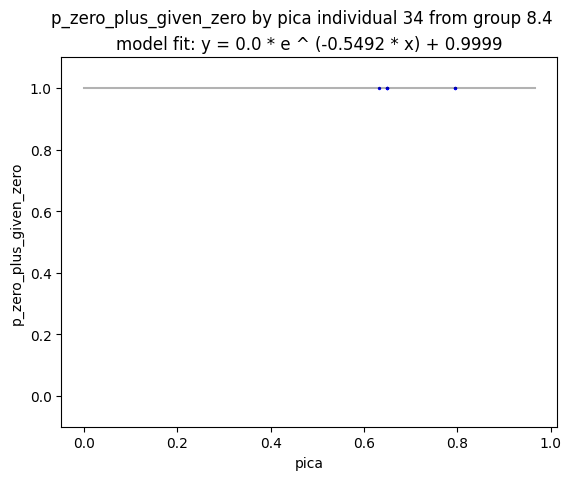 p_zero_plus_given_zero by pica individual 34 from group 8.4
model fit: y = 0.0 * e ^ (-0.5492 * x) + 0.9999
1.0
0.8
0.6
0.4
0.2
0.0
p_zero_plus_given_zero
0.0 0.2 0.4 0.6 0.8 1.0
pica